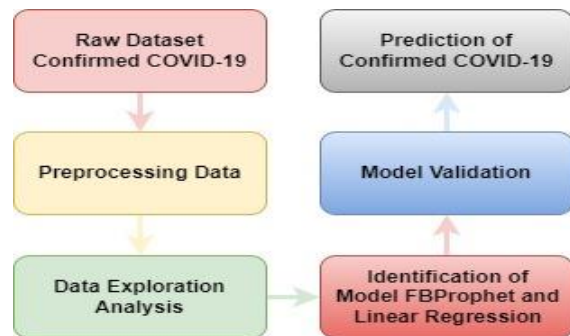 Raw Dataset
Confirmed COVID-19
Preprocessing Data
Data Exploration
Analysis
Identification of
Model FBProphet and
Linear Regression
Model Validation
Prediction of
Confirmed COVID-19